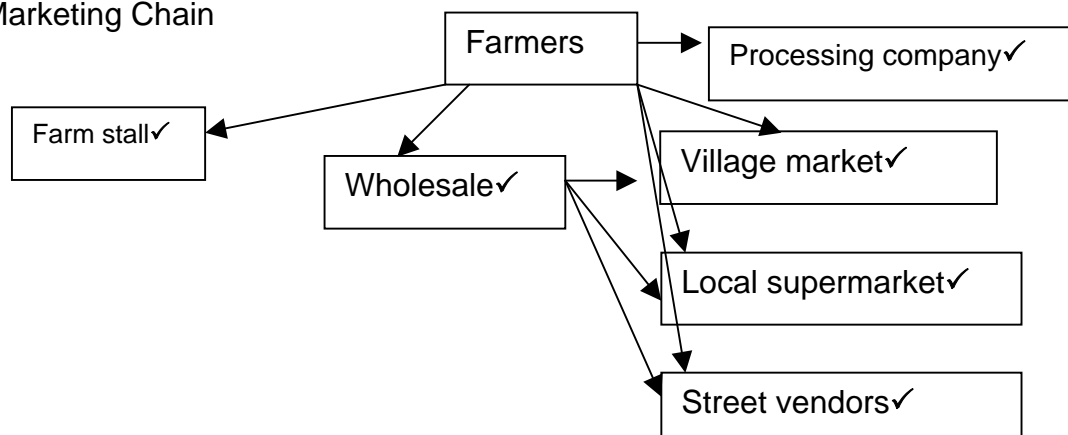 Marketing Chain
Farmers
Processing company✓
Farm stall✓
Village market✓
Wholesale✓
Local supermarket✓
Street vendors✓